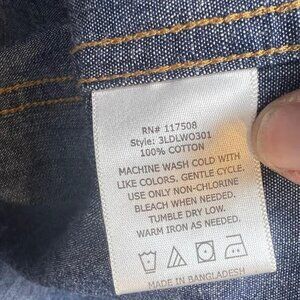 RN# 117508
Style: 3LDLWO301
100% COTTON
MACHINE WASH COLD WITH
LIKE COLORS. GENTLE CYCLE.
USE ONLY NON-CHLORINE
BLEACH WHEN NEEDED.
TUMBLE DRY LOW.
WARM IRON AS NEEDED.
MADE IN BANGLADESH